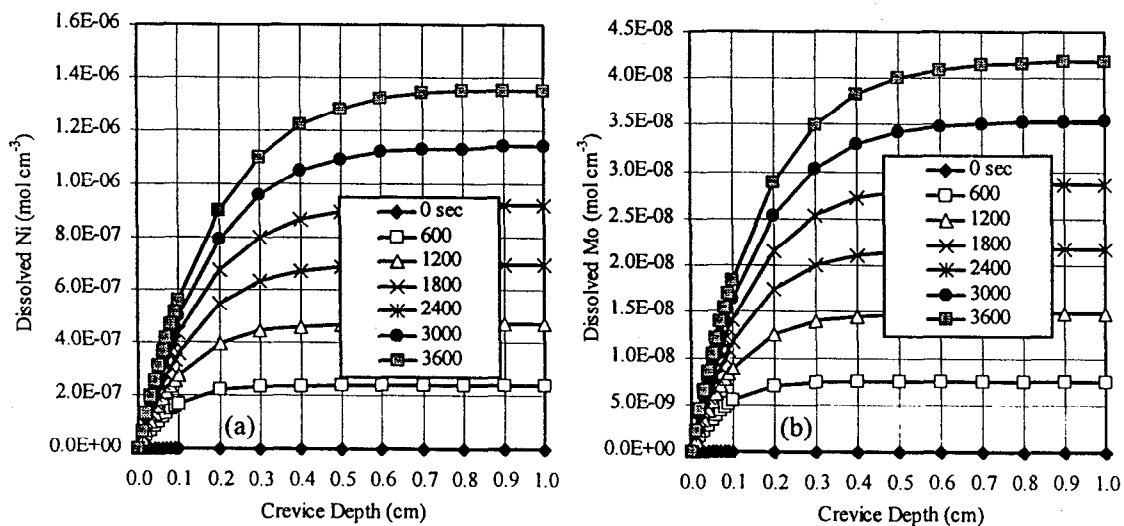 1.6E-06
1.4E-06
1.2E-06
1.0E-06
8.0E-07
6.0E-07
4.0E-07
2.0E-07
0.0E+00
Dissolved Ni (mol cm⁻³)
0 sec
600
1200
1800
2400
3000
3600
(a)
0.0 0.1 0.2 0.3 0.4 0.5 0.6 0.7 0.8 0.9 1.0
Crevice Depth (cm)
4.5E-08
4.0E-08
3.5E-08
3.0E-08
2.5E-08
2.0E-08
1.5E-08
1.0E-08
5.0E-09
0.0E+00
Dissolved Mo (mol cm⁻³)
0 sec
600
1200
1800
2400
3000
3600
(b)
0.0 0.1 0.2 0.3 0.4 0.5 0.6 0.7 0.8 0.9 1.0
Crevice Depth (cm)